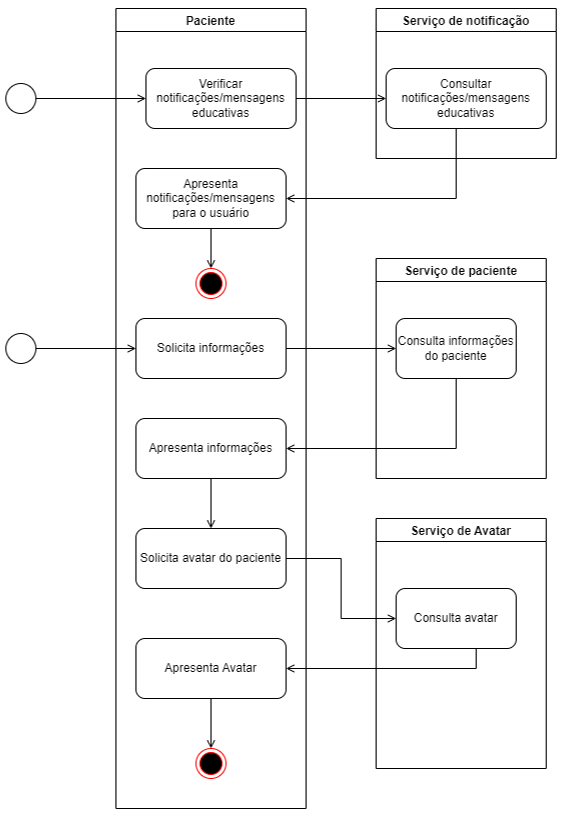 Paciente
Serviço de notificação
Verificar
notificações/mensagens
educativas
Consultar
notificações/mensagens
educativas
Apresenta
notificações/mensagens
para o usuário
Serviço de paciente
Solicita informações
Consulta informações
do paciente
Apresenta informações
Serviço de Avatar
Solicita avatar do paciente
Consulta avatar
Apresenta Avatar